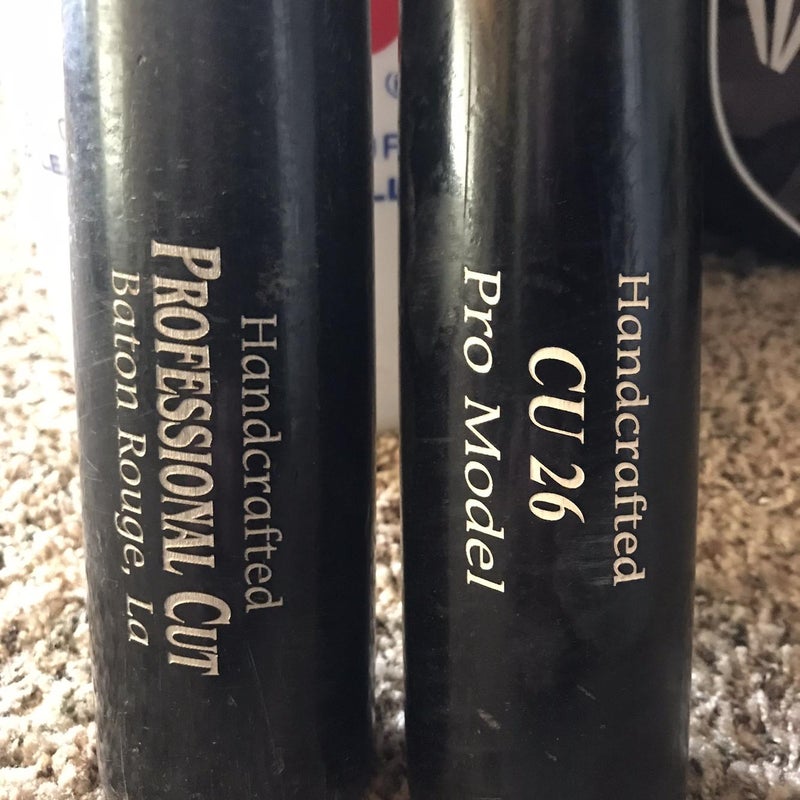 Handcrafted
PROFESSIONAL CUT
Baton Rouge, La
Handcrafted
CU 26
Pro Model